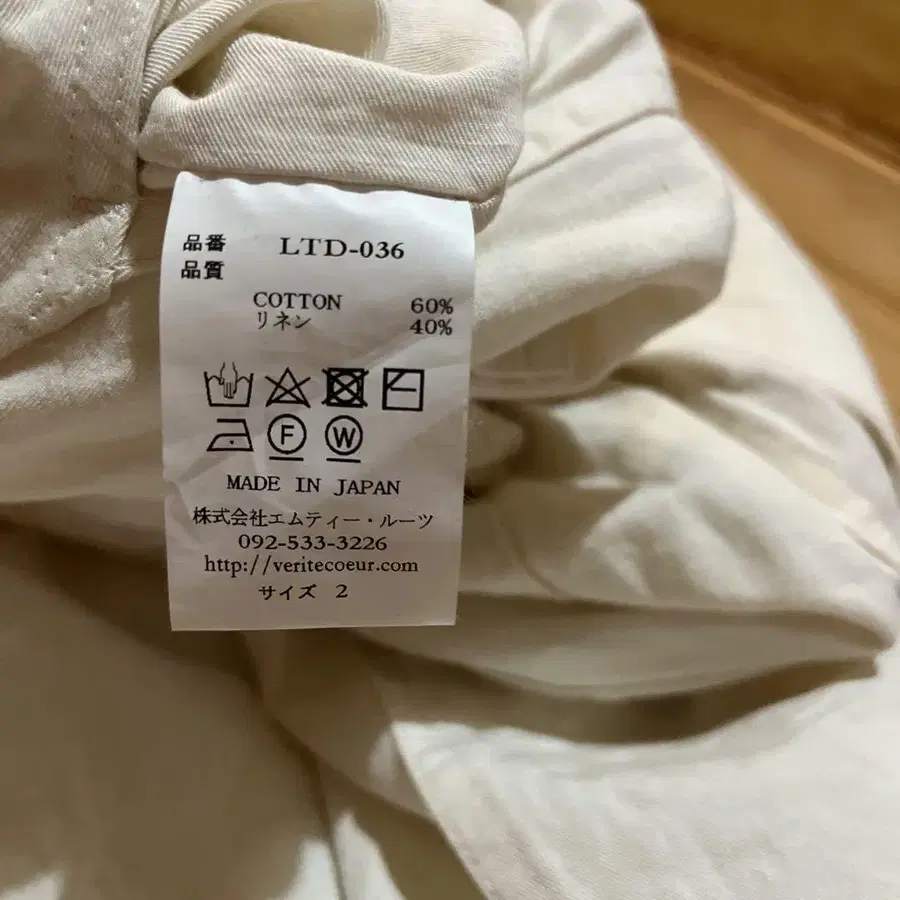 品番 LTD-036
品質
COTTON 60%
リネン 40%
F W
MADE IN JAPAN
株式会社エムティー・ルーツ
092-533-3226
http://veritecoeur.com
サイズ 2